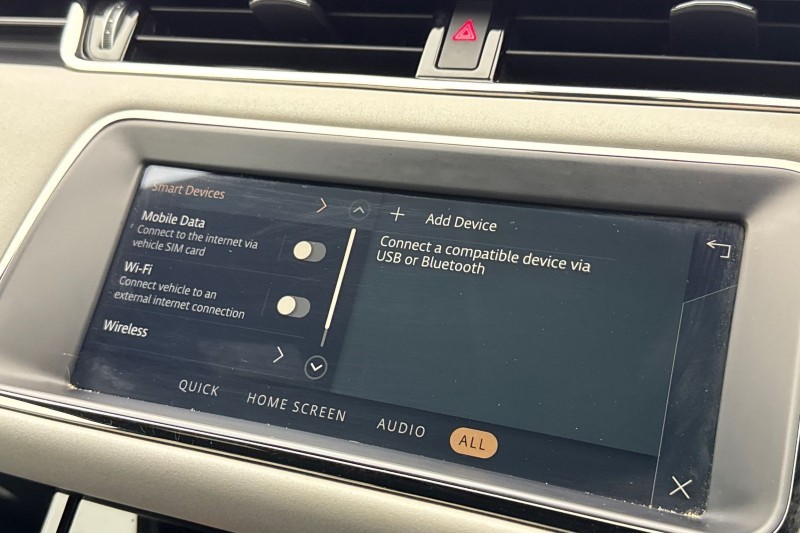 Smart Devices
Mobile Data
Connect to the internet via
vehicle SIM card
Wi-Fi
Connect vehicle to an
external internet connection
Wireless
+ Add Device
Connect a compatible device via
USB or Bluetooth
QUICK
HOME SCREEN
AUDIO
ALL